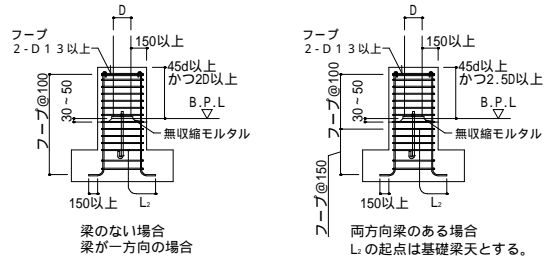 D
フープ
2-D13以上
150以上
45d以上
かつ2D以上
B.P.L
フープ@100
30~50
無収縮モルタル
150以上
L₂
梁のない場合
梁が一方向の場合
D
フープ
2-D13以上
150以上
45d以上
かつ2.5D以上
B.P.L
フープ@100
30~50
無収縮モルタル
フープ@150
150以上
L₂
両方向梁のある場合
L₂の起点は基礎梁天とする。